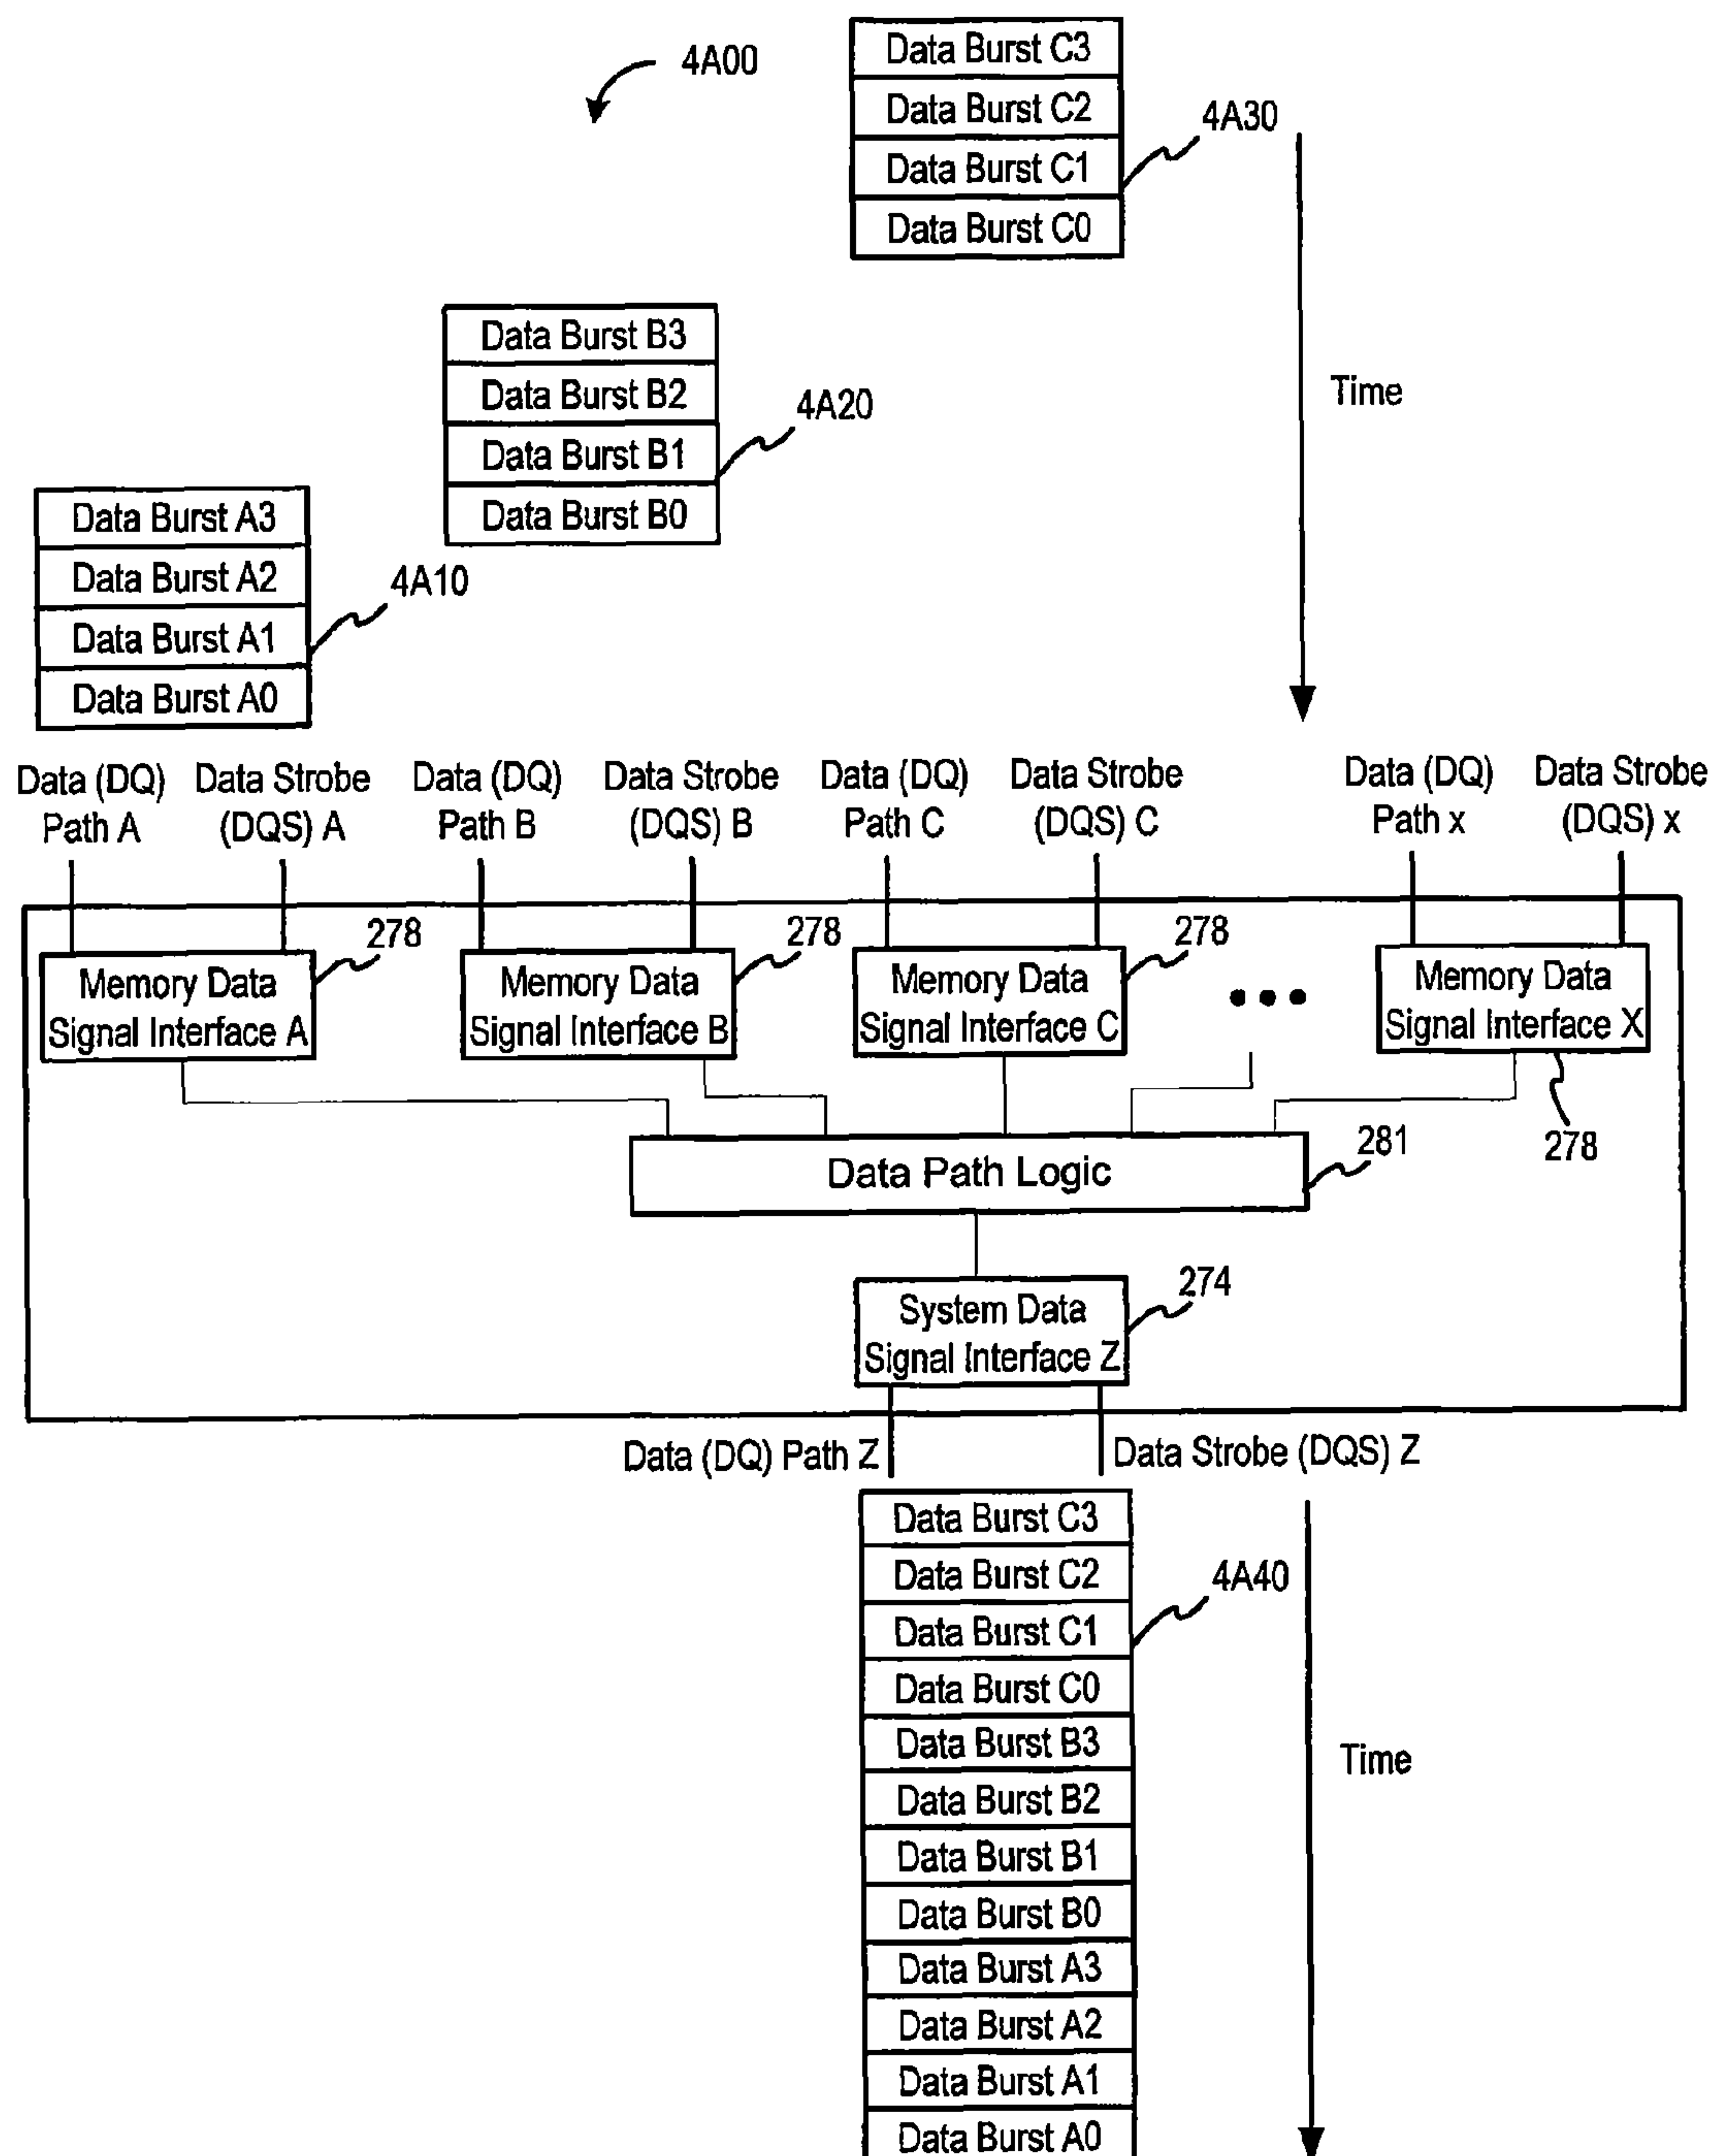 4A00
Data Burst C3
Data Burst C2
4A30
Data Burst C1
Data Burst C0
Data Burst B3
Data Burst B2
Time
4A20
Data Burst B1
Data Burst B0
Data Burst A3
Data Burst A2
4A10
Data Burst A1
Data Burst A0
Data (DQ)
Path A
Data Strobe
(DQS) A
Data (DQ)
Path B
Data Strobe
(DQS) B
Data (DQ)
Path C
Data Strobe
(DQS) C
Data (DQ)
Path x
Data Strobe
(DQS) x
278
Memory Data
Signal Interface A
278
Memory Data
Signal Interface B
278
Memory Data
Signal Interface C
Memory Data
Signal Interface X
278
281
Data Path Logic
274
System Data
Signal Interface Z
Data (DQ) Path Z
Data Strobe (DQS) Z
Data Burst C3
Data Burst C2
4A40
Data Burst C1
Data Burst C0
Data Burst B3
Time
Data Burst B2
Data Burst B1
Data Burst B0
Data Burst A3
Data Burst A2
Data Burst A1
Data Burst A0